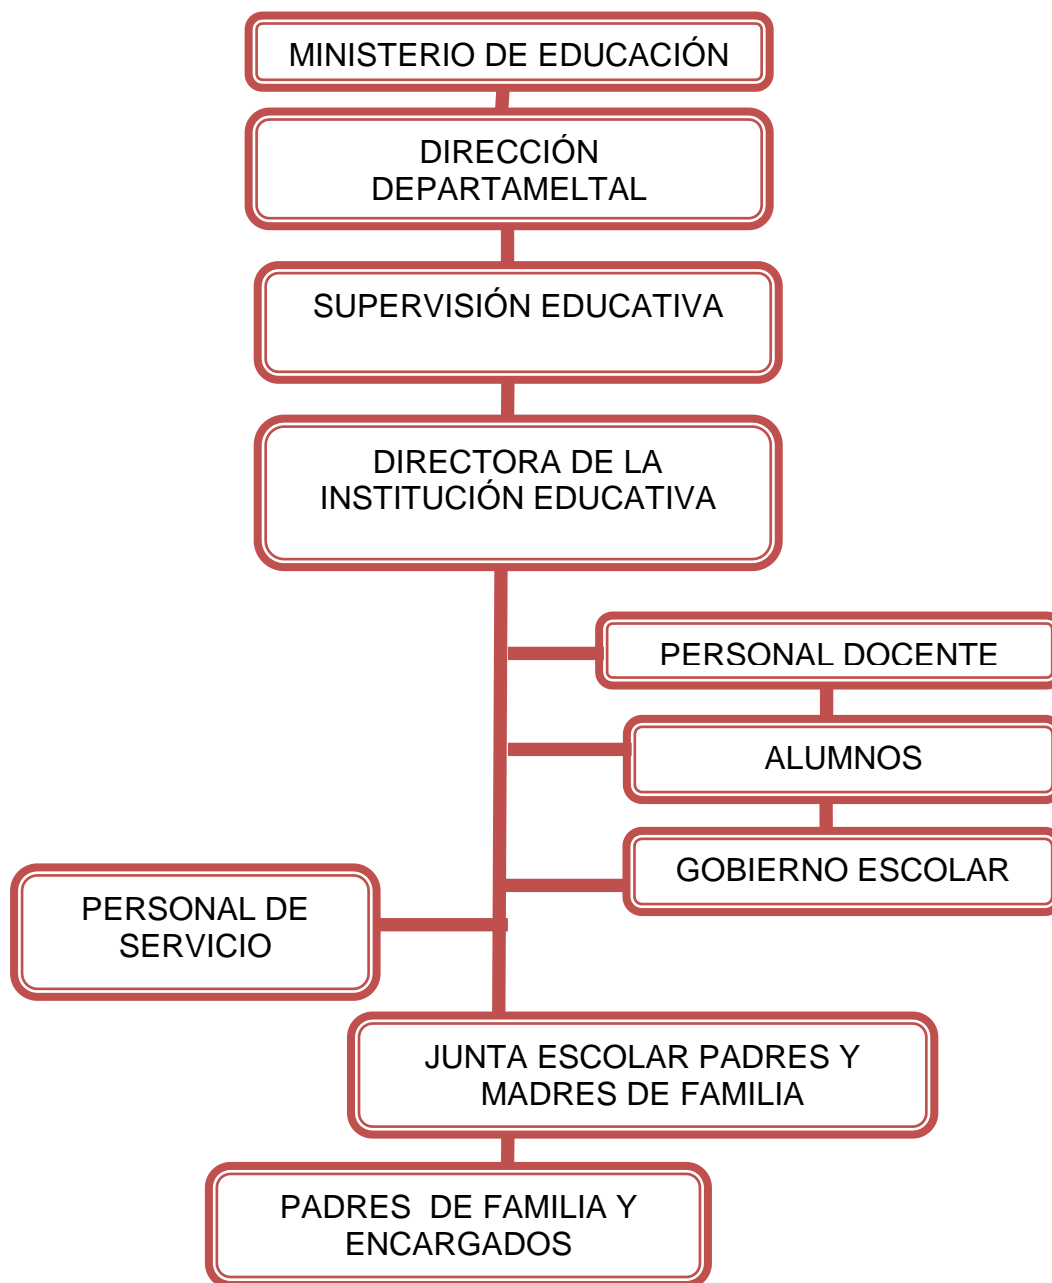 MINISTERIO DE EDUCACIÓN
DIRECCIÓN
DEPARTAMELTAL
SUPERVISIÓN EDUCATIVA
DIRECTORA DE LA
INSTITUCIÓN EDUCATIVA
PERSONAL DOCENTE
ALUMNOS
GOBIERNO ESCOLAR
PERSONAL DE
SERVICIO
JUNTA ESCOLAR PADRES Y
MADRES DE FAMILIA
PADRES DE FAMILIA Y
ENCARGADOS